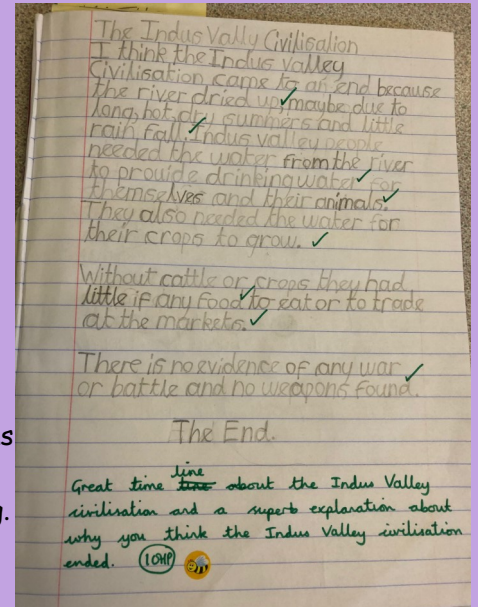 The Indus Vally Civilisation
I think the Indus valley
Civilisation came to an end because
the river dried up, maybe due to
long, hot, dry summers and little
rain fall. Indus valley people
needed the water from the river
to provide drinking water for
themselves and their animals.
They also needed the water for
their crops to grow.
Without cattle or crops they had
little if any food to eat or to trade
at the markets.
There is no evidence of any war
or battle and no weapons found.
The End.
s
.
line
Great time time about the Indus Valley
civilisation and a superb explanation about
why you think the Indus Valley civilisation
ended. 10HP